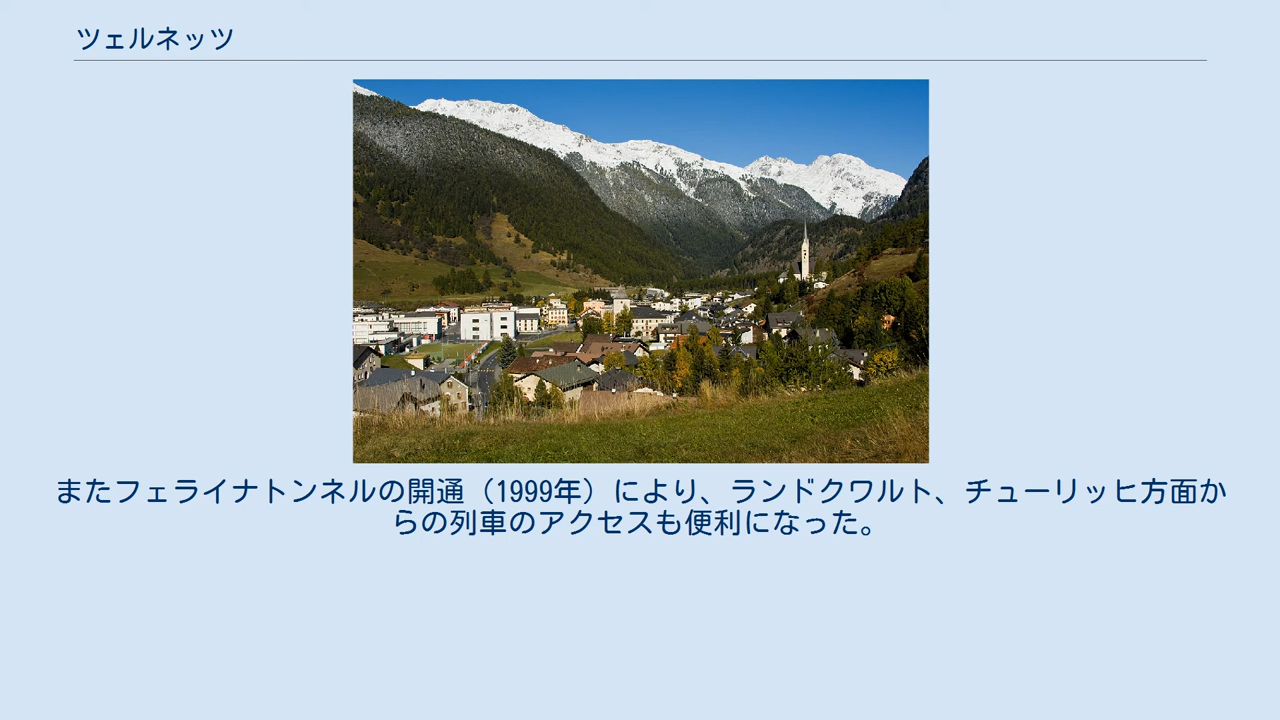 ツェルネッツ
またフェライナトンネルの開通（1999年）により、ランドクワルト、チューリッヒ方面か
らの列車のアクセスも便利になった。